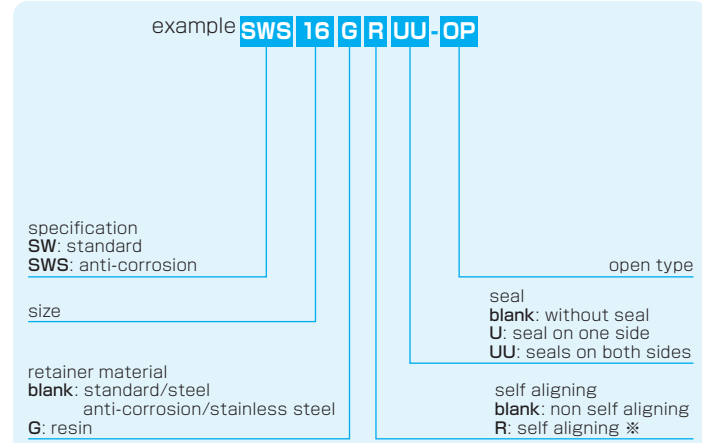 example SWS 16 G R UU - OP
specification
SW: standard
SWS: anti-corrosion
open type
size
seal
blank: without seal
U: seal on one side
UU: seals on both sides
retainer material
blank: standard/steel
anti-corrosion/stainless steel
G: resin
self aligning
blank: non self aligning
R: self aligning ※